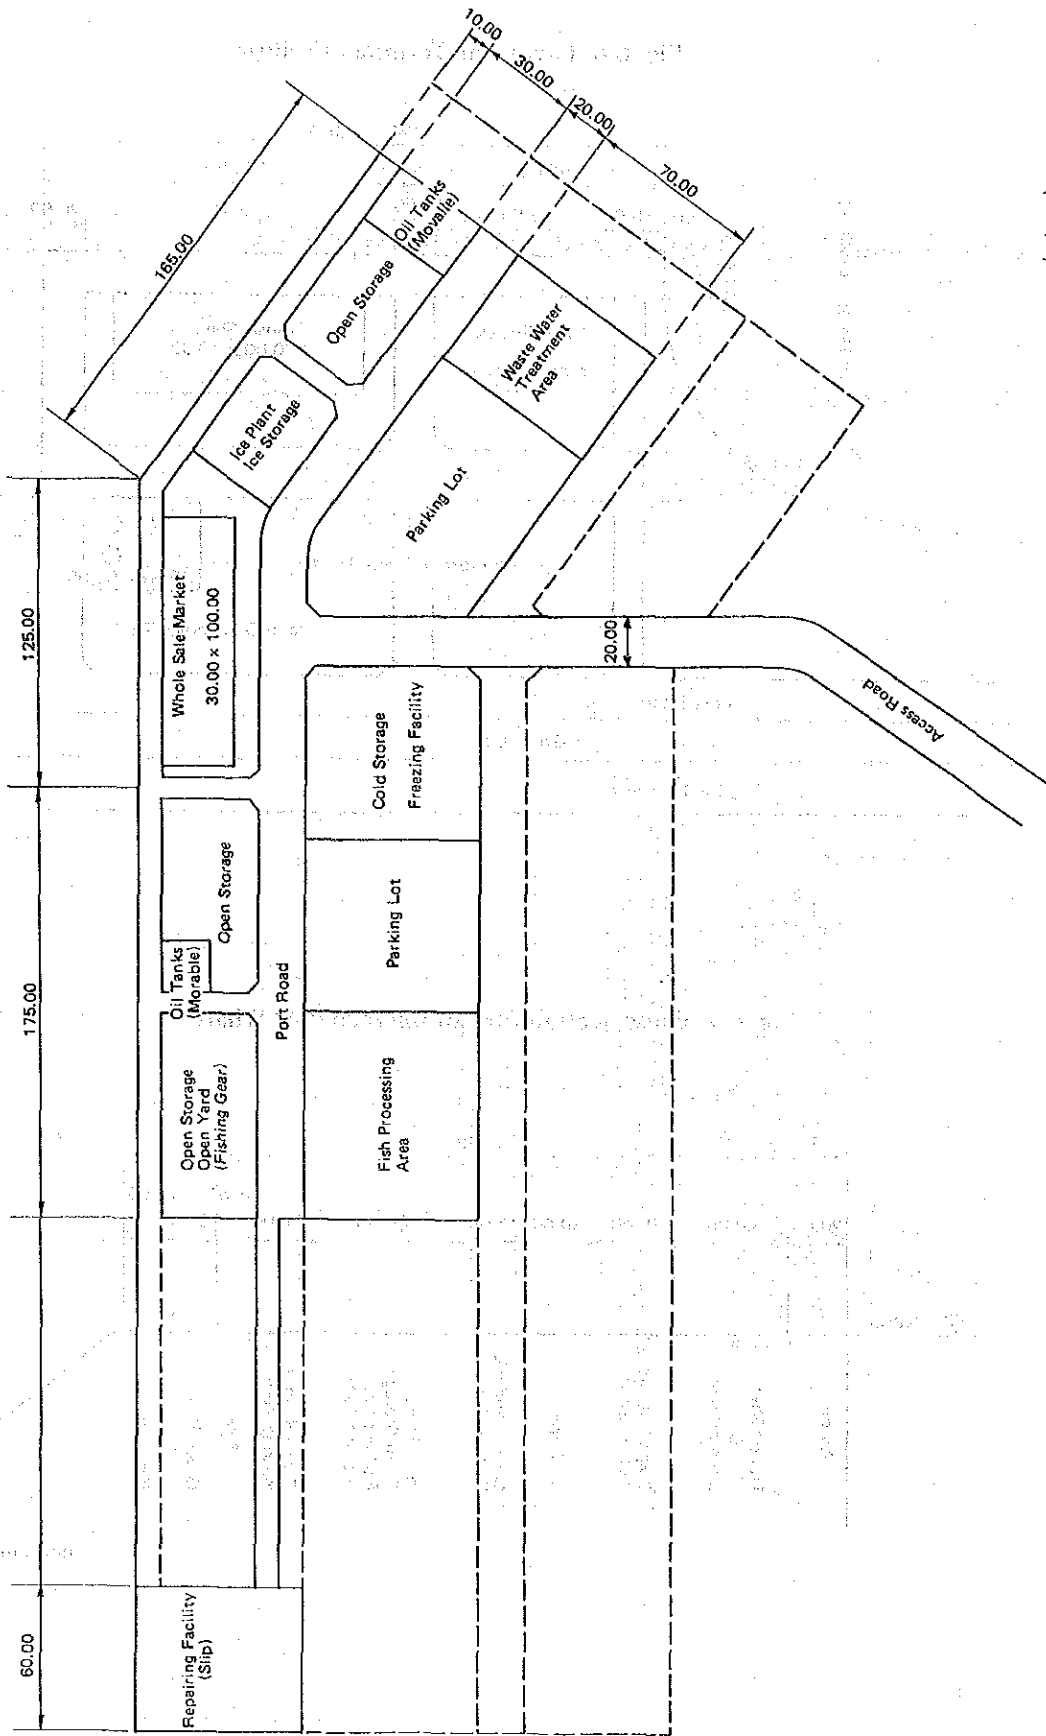 10.00
30.00
20.00
70.00
165.00
Oil Tanks
(Movalle)
Open Storage
Waste Water
Treatment
Area
Ice Plant
Ice Storage
Parking Lot
125.00
Whole Sale Market
30.00 x 100.00
20.00
Access Road
Cold Storage
Freezing Facility
175.00
Open Storage
Oil Tanks
(Morable)
Port Road
Parking Lot
Open Storage
Open Yard
(Fishing Gear)
Fish Processing
Area
60.00
Repairing Facility
(Slip)